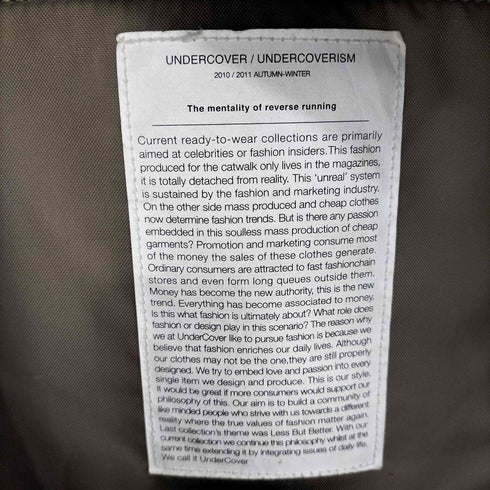 UNDERCOVER / UNDERCOVERISM
2010 / 2011 AUTUMN-WINTER
The mentality of reverse running
Current ready-to-wear collections are primarily
aimed at celebrities or fashion insiders.This fashion
produced for the catwalk only lives in the magazines,
it is totally detached from reality. This 'unreal' system
is sustained by the fashion and marketing industry.
On the other side mass produced and cheap clothes
now determine fashion trends. But is there any passion
embedded in this soulless mass production of cheap
garments? Promotion and marketing consume most
of the money the sales of these clothes generate.
Ordinary consumers are attracted to fast fashionchain
stores and even form long queues outside them.
Money has become the new authority, this is the new
trend. Everything has become associated to money.
Is this what fashion is ultimately about? What role does
fashion or design play in this scenario? The reason why
we at UnderCover like to pursue fashion is because we
believe that fashion enriches our daily lives. Although
our clothes may not be the one,they are still properly
designed. We try to embed love and passion into every
single item we design and produce. This is our style.
It would be great if more consumers would support our
philosophy of this. Our aim is to build a community of
like minded people who strive with us towards a different
reality where the true values of fashion matter again.
Last collection's theme was Less But Better. With our
current collection we continue this philosophy whilst at the
same time extending it by integrating issues of daily life.
We call it UnderCover